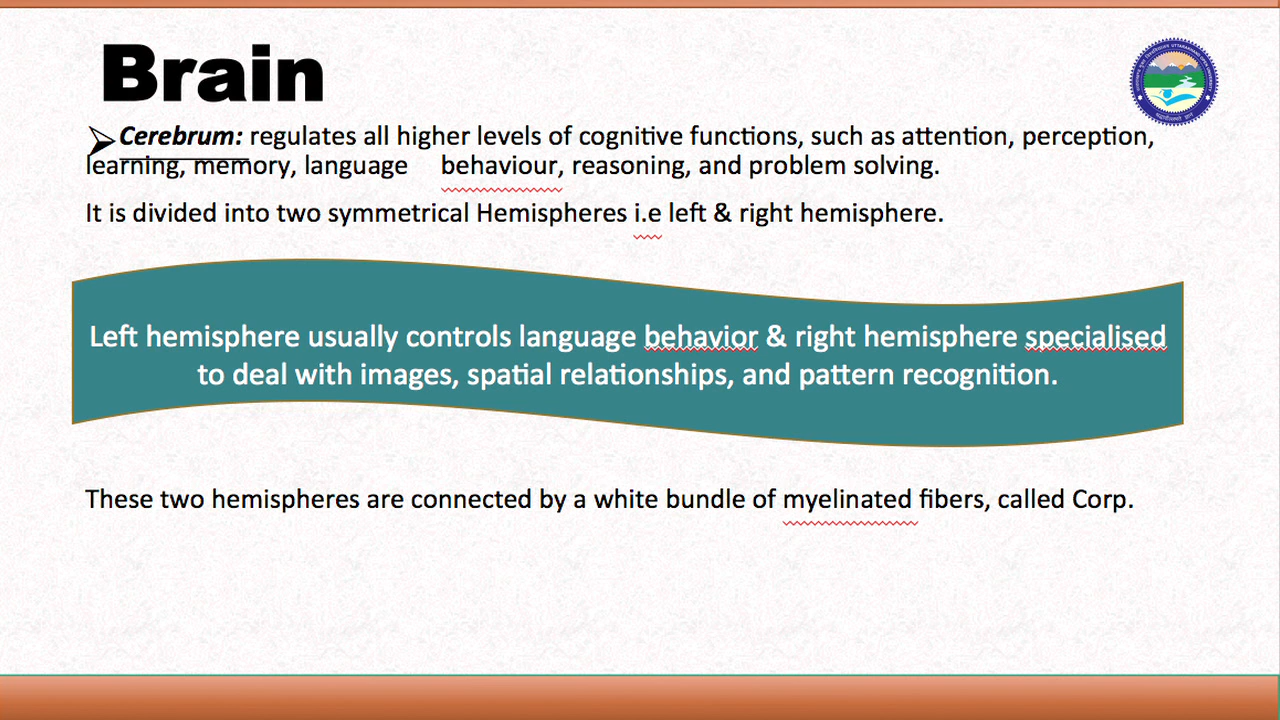 Brain
Cerebrum: regulates all higher levels of cognitive functions, such as attention, perception,
learning, memory, language behaviour, reasoning, and problem solving.
It is divided into two symmetrical Hemispheres i.e left & right hemisphere.
Left hemisphere usually controls language behavior & right hemisphere specialised
to deal with images, spatial relationships, and pattern recognition.
These two hemispheres are connected by a white bundle of myelinated fibers, called Corp.